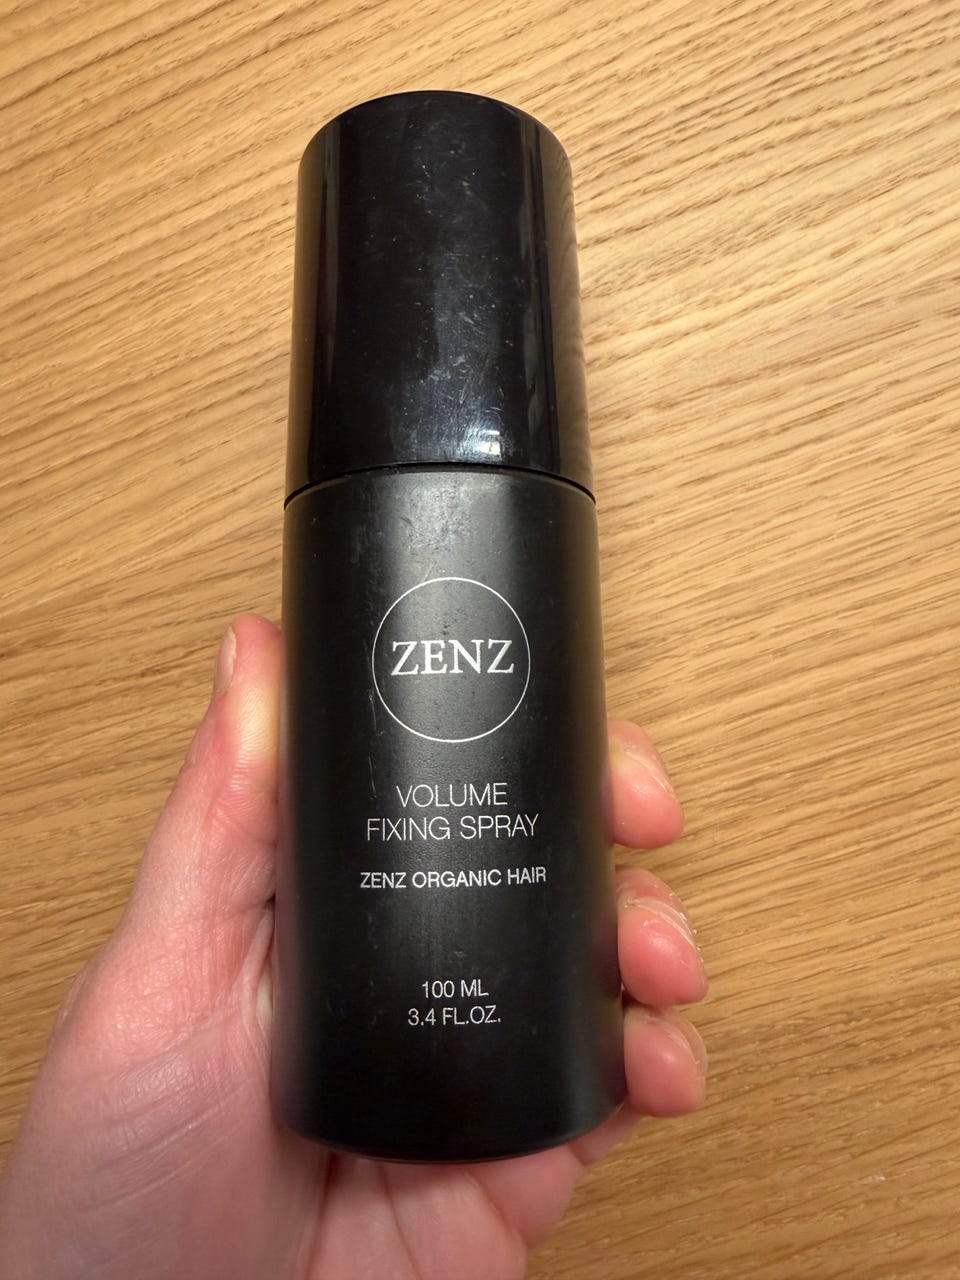 ZENZ
VOLUME
FIXING SPRAY
ZENZ ORGANIC HAIR
100 ML
3.4 FL.OZ.